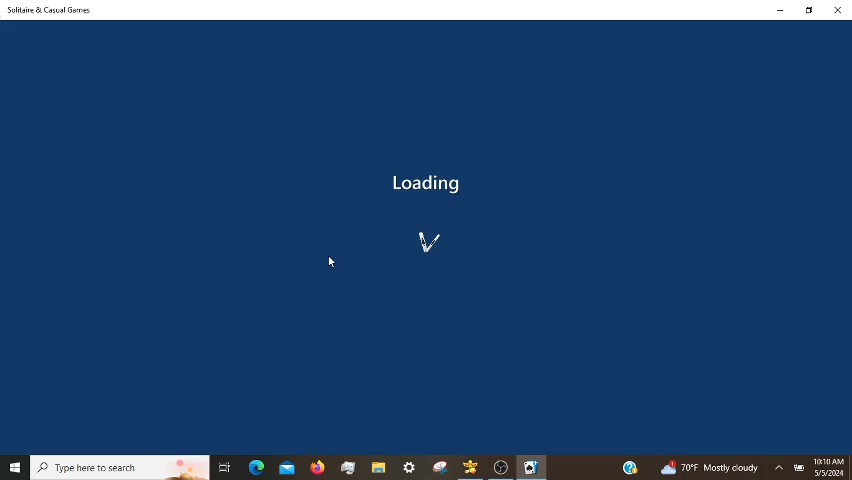 Solitaire & Casual Games
Loading
Type here to search
70°F Mostly cloudy
10:10 AM
5/5/2024